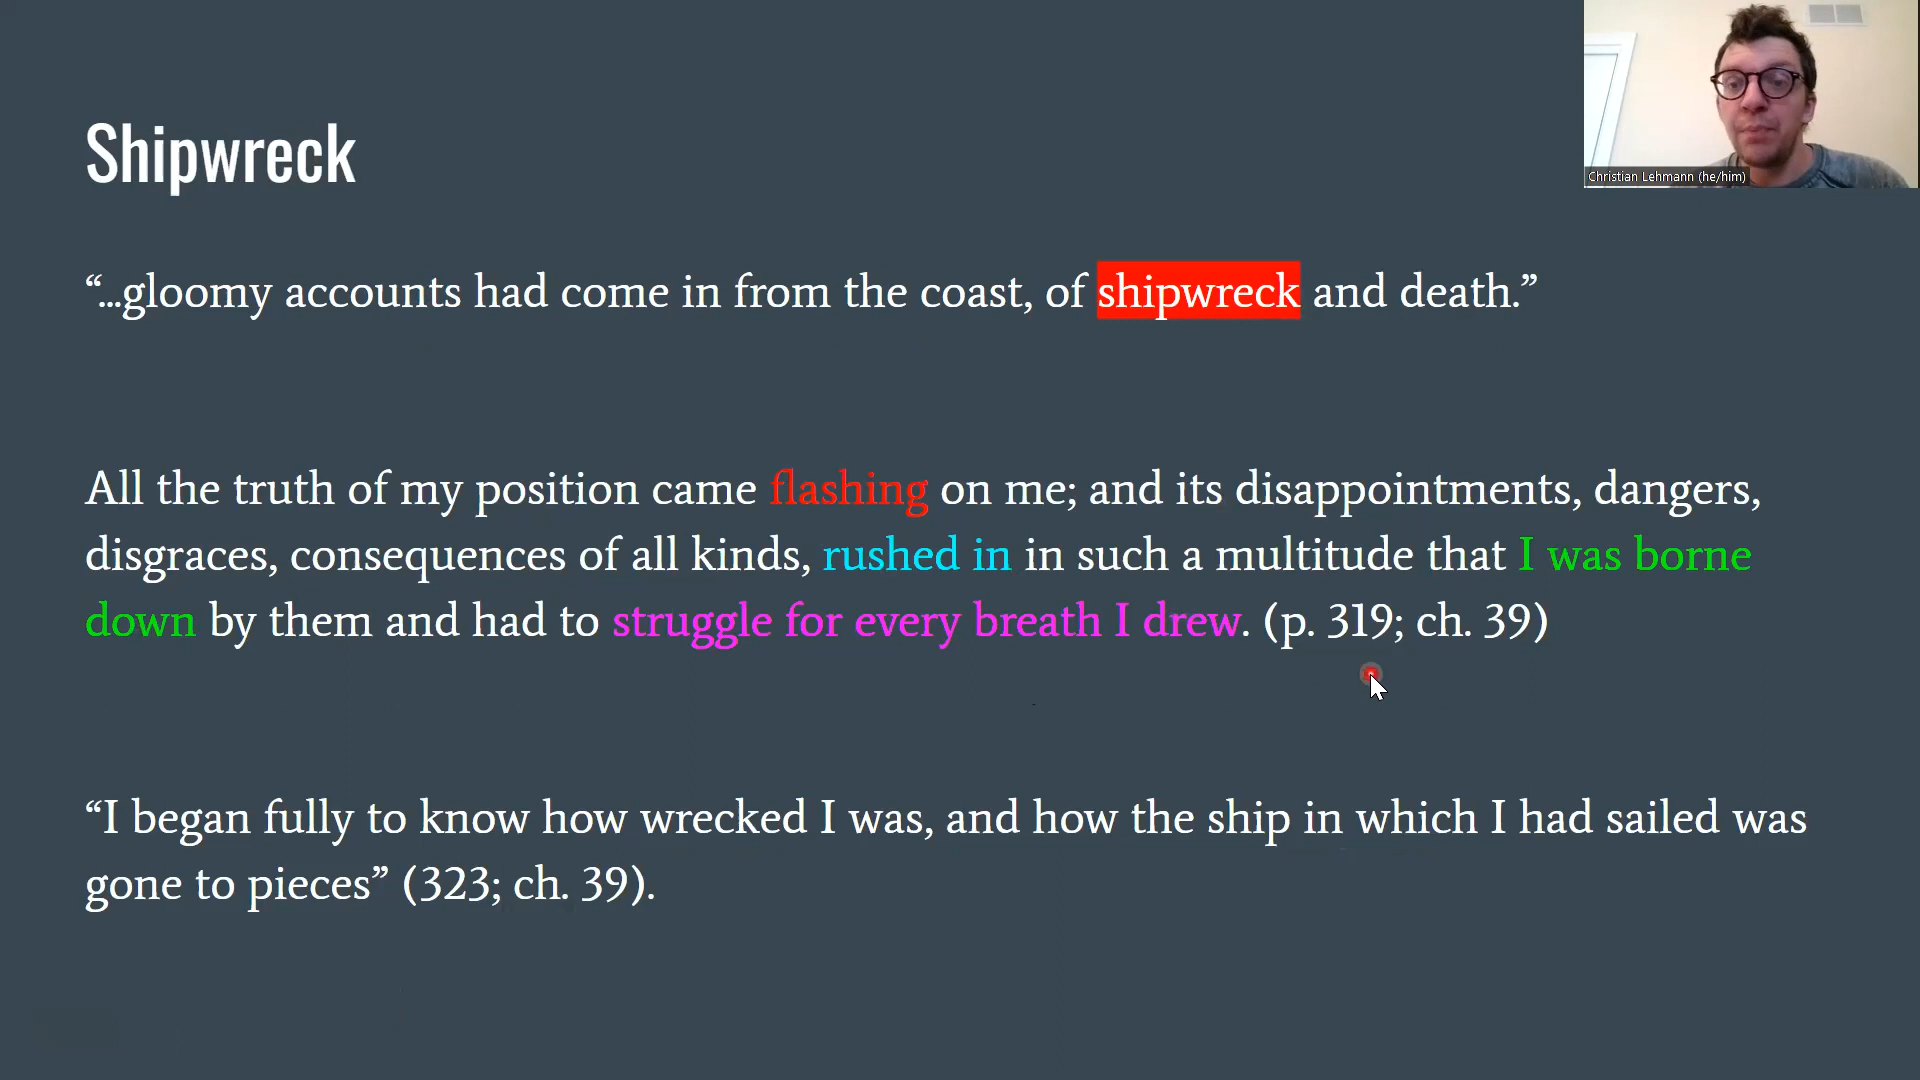 Christian Lehmann (he/him)
Shipwreck
“...gloomy accounts had come in from the coast, of shipwreck and death.”
All the truth of my position came flashing on me; and its disappointments, dangers,
disgraces, consequences of all kinds, rushed in in such a multitude that I was borne
down by them and had to struggle for every breath I drew. (p. 319; ch. 39)
“I began fully to know how wrecked I was, and how the ship in which I had sailed was
gone to pieces” (323; ch. 39).